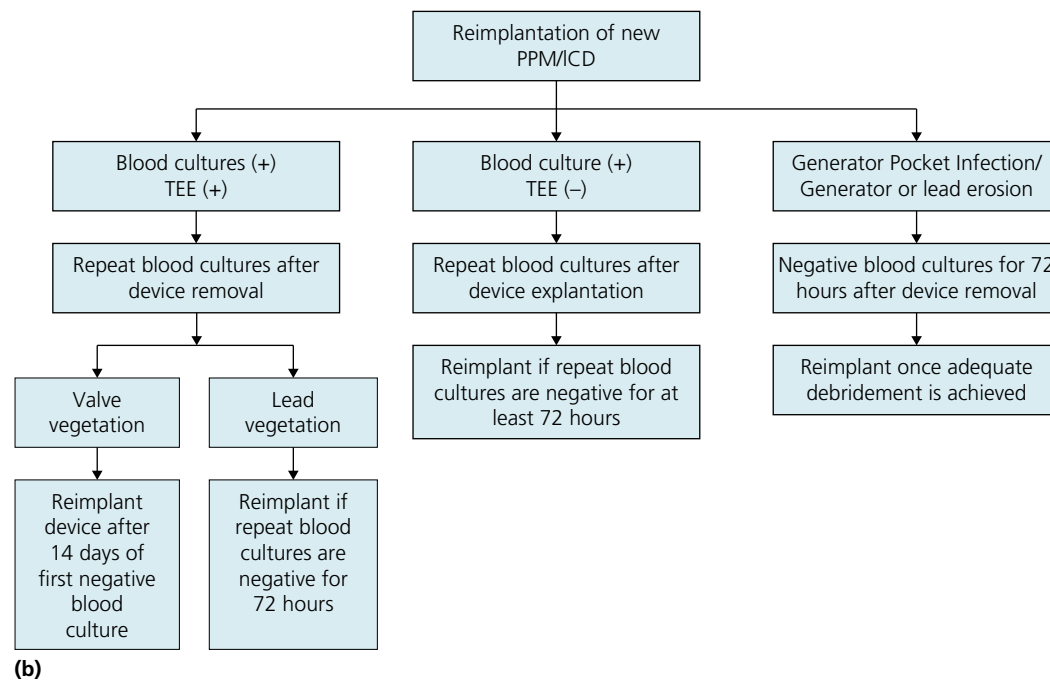 Reimplantation of new
PPM/ICD
Blood cultures (+)
TEE (+)
Blood culture (+)
TEE (–)
Generator Pocket Infection/
Generator or lead erosion
Repeat blood cultures after
device removal
Repeat blood cultures after
device explantation
Negative blood cultures for 72
hours after device removal
Valve
vegetation
Lead
vegetation
Reimplant if repeat blood
cultures are negative for at
least 72 hours
Reimplant once adequate
debridement is achieved
Reimplant
device after
14 days of
first negative
blood
culture
Reimplant if
repeat blood
cultures are
negative for
72 hours
(b)